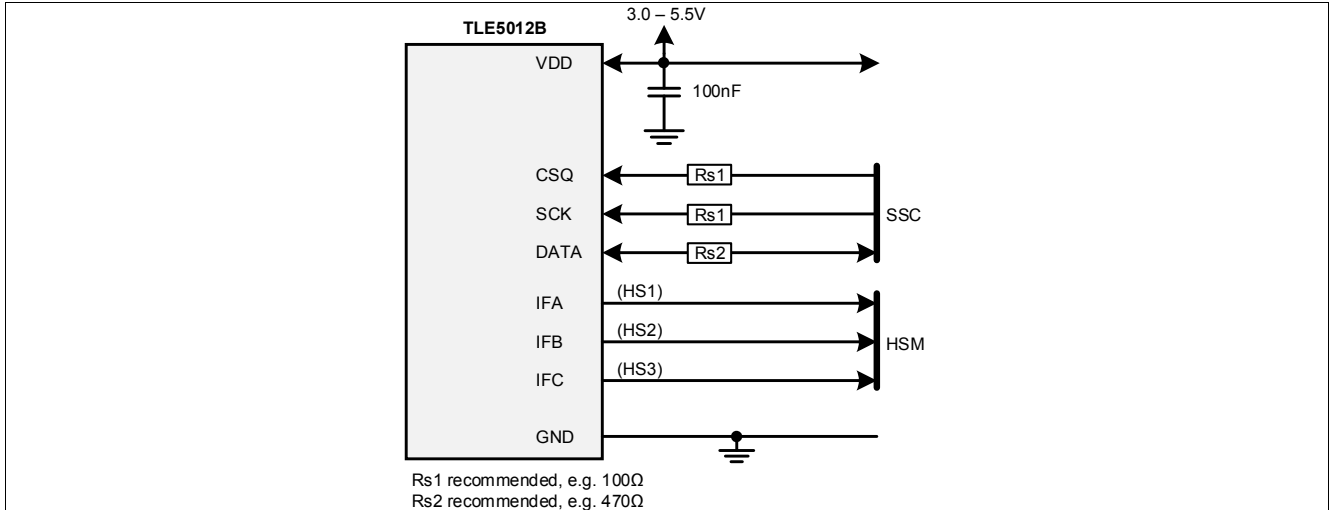 3.0 – 5.5V
TLE5012B
VDD
100nF
CSQ
Rs1
SCK
Rs1
SSC
DATA
Rs2
IFA
(HS1)
IFB
(HS2)
HSM
IFC
(HS3)
GND
Rs1 recommended, e.g. 100Ω
Rs2 recommended, e.g. 470Ω